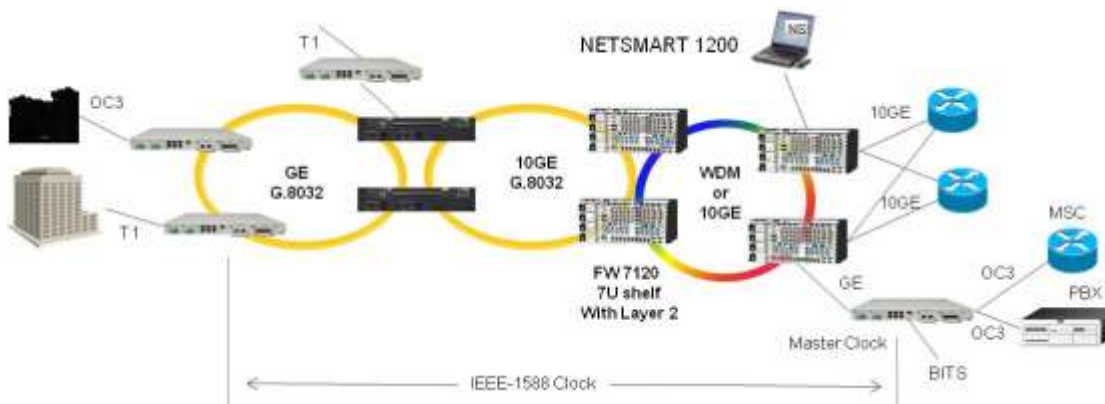 T1
NETSMART 1200
NS
OC3
10GE
GE
G.8032
10GE
G.8032
WDM
or
10GE
10GE
T1
MSC
FW 7120
7U shelf
With Layer 2
GE
OC3
PBX
OC3
Master Clock
BITS
IEEE-1588 Clock